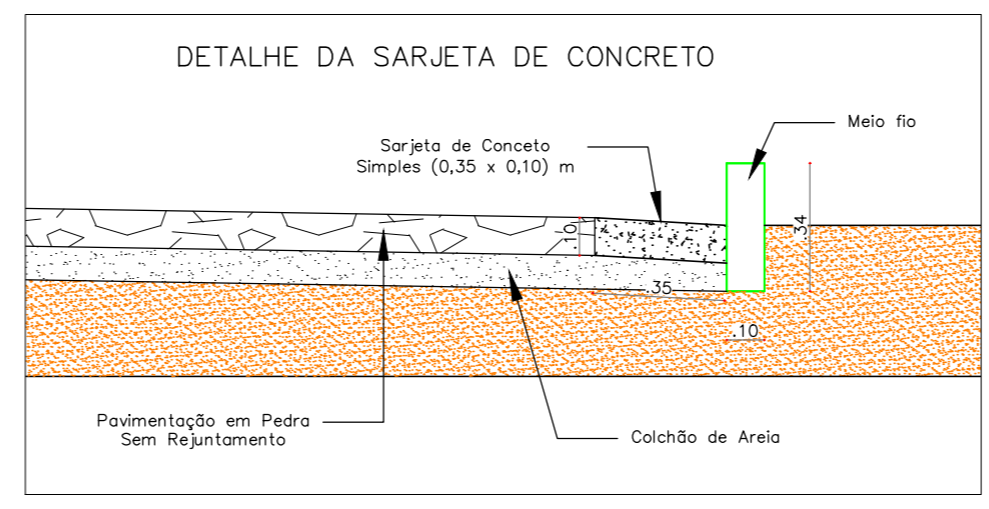 DETALHE DA SARJETA DE CONCRETO
Meio fio
Sarjeta de Conceto
Simples (0,35 x 0,10) m
.10
.34
.35
.10
Pavimentação em Pedra
Sem Rejuntamento
Colchão de Areia